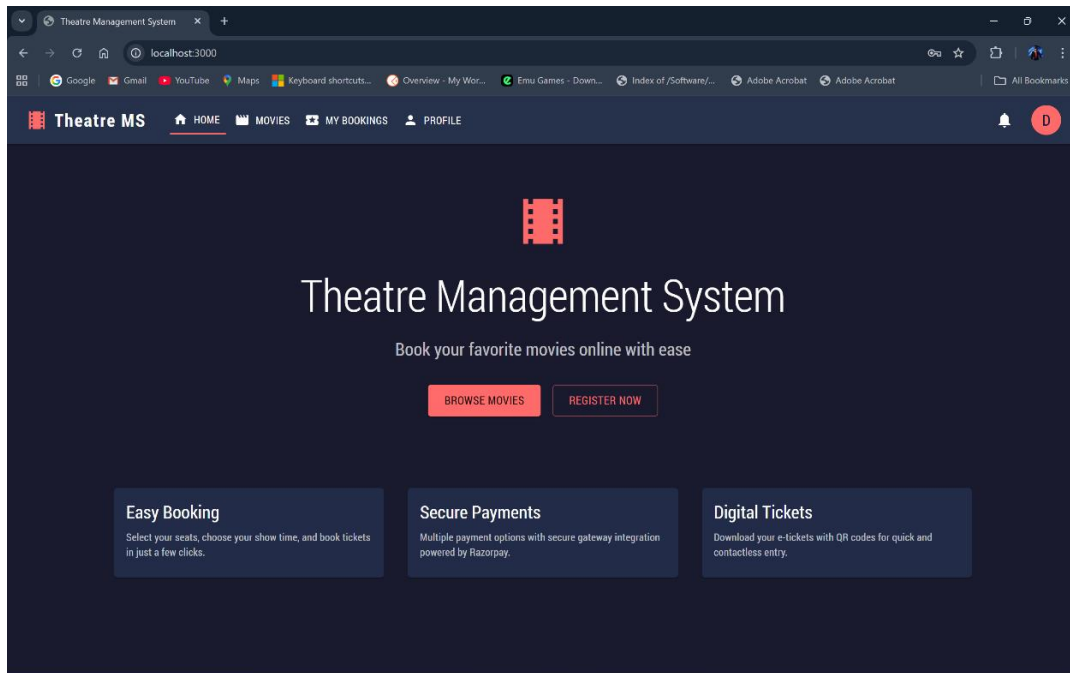 Theatre Management System
localhost:3000
Google Gmail YouTube Maps Keyboard shortcuts... Overview - My Wor... Emu Games - Down... Index of /Software/... Adobe Acrobat Adobe Acrobat All Bookmarks
Theatre MS HOME MOVIES MY BOOKINGS PROFILE D
Theatre Management System
Book your favorite movies online with ease
BROWSE MOVIES REGISTER NOW
Easy Booking
Select your seats, choose your show time, and book tickets
in just a few clicks.
Secure Payments
Multiple payment options with secure gateway integration
powered by Razorpay.
Digital Tickets
Download your e-tickets with QR codes for quick and
contactless entry.